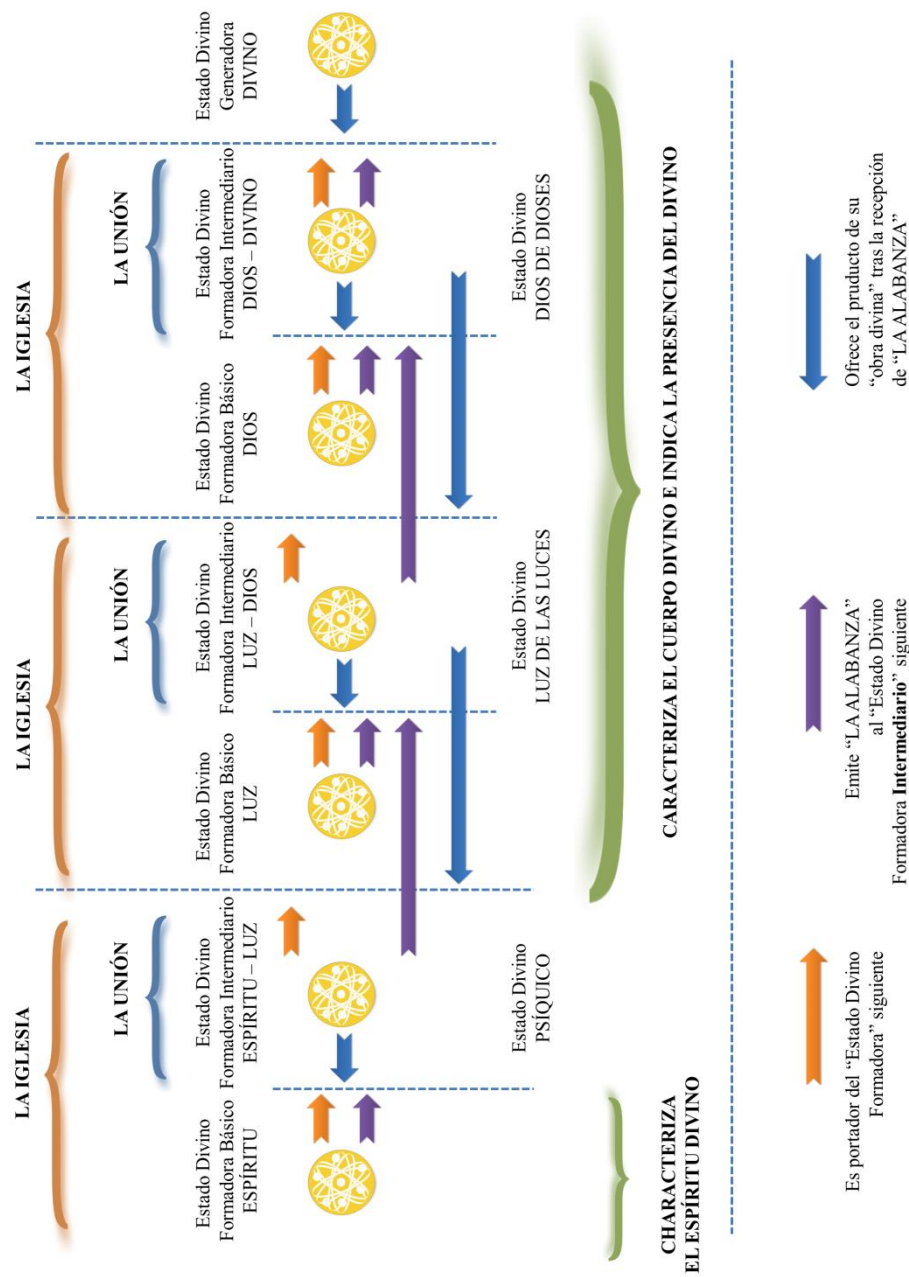 LA IGLESIA
LA IGLESIA
LA IGLESIA
LA UNIÓN
LA UNIÓN
LA UNIÓN
Estado Divino
Formadora Básico
ESPÍRITU
Estado Divino
Formadora Intermediario
ESPÍRITU – LUZ
Estado Divino
Formadora Básico
LUZ
Estado Divino
Formadora Intermediario
LUZ – DIOS
Estado Divino
Formadora Básico
DIOS
Estado Divino
Formadora Intermediario
DIOS – DIVINO
Estado Divino
Generadora
DIVINO
Estado Divino
PSÍQUICO
Estado Divino
LUZ DE LAS LUCES
Estado Divino
DIOS DE DIOSES
CHARACTERIZA
EL ESPÍRITU DIVINO
CARACTERIZA EL CUERPO DIVINO E INDICA LA PRESENCIA DEL DIVINO
Es portador del “Estado Divino
Formadora” siguiente
Emite “LA ALABANZA”
al “Estado Divino
Formadora Intermediario” siguiente
Ofrece el pruducto de su
“obra divina” tras la recepción
de “LA ALABANZA”